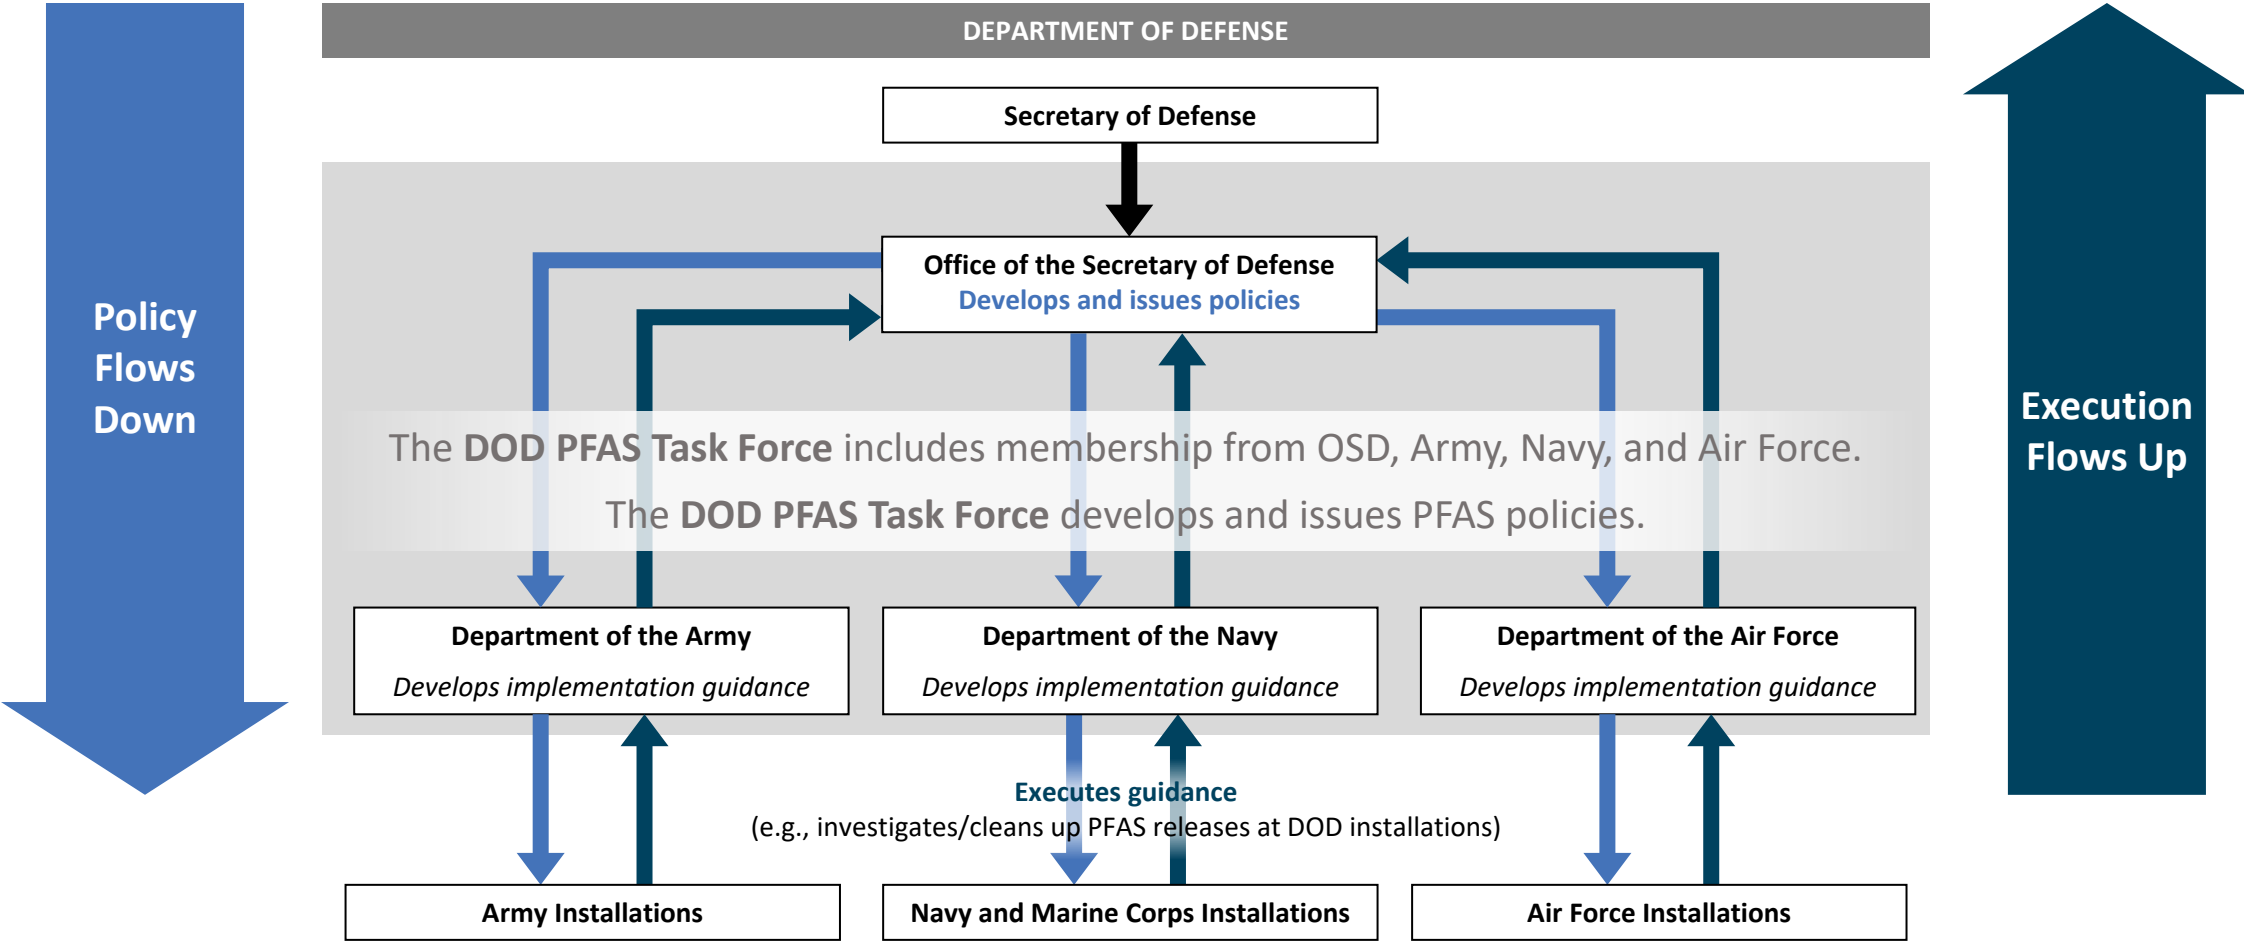 DEPARTMENT OF DEFENSE
Secretary of Defense
Office of the Secretary of Defense
Develops and issues policies
Policy
Flows
Down
Execution
Flows Up
The DOD PFAS Task Force includes membership from OSD, Army, Navy, and Air Force.
The DOD PFAS Task Force develops and issues PFAS policies.
Department of the Army
Develops implementation guidance
Department of the Navy
Develops implementation guidance
Department of the Air Force
Develops implementation guidance
Executes guidance
(e.g., investigates/cleans up PFAS releases at DOD installations)
Army Installations
Navy and Marine Corps Installations
Air Force Installations